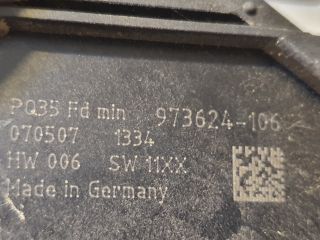 PQ35 Fd min 973624-106
070507 1334
HW 006 SW 11XX
Made in Germany